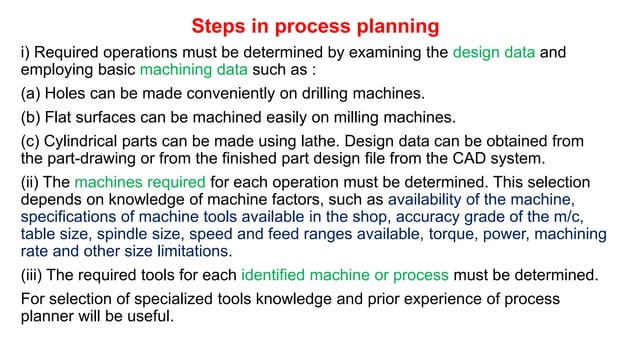 Steps in process planning
i) Required operations must be determined by examining the design data and
employing basic machining data such as :
(a) Holes can be made conveniently on drilling machines.
(b) Flat surfaces can be machined easily on milling machines.
(c) Cylindrical parts can be made using lathe. Design data can be obtained from
the part-drawing or from the finished part design file from the CAD system.
(ii) The machines required for each operation must be determined. This selection
depends on knowledge of machine factors, such as availability of the machine,
specifications of machine tools available in the shop, accuracy grade of the m/c,
table size, spindle size, speed and feed ranges available, torque, power, machining
rate and other size limitations.
(iii) The required tools for each identified machine or process must be determined.
For selection of specialized tools knowledge and prior experience of process
planner will be useful.